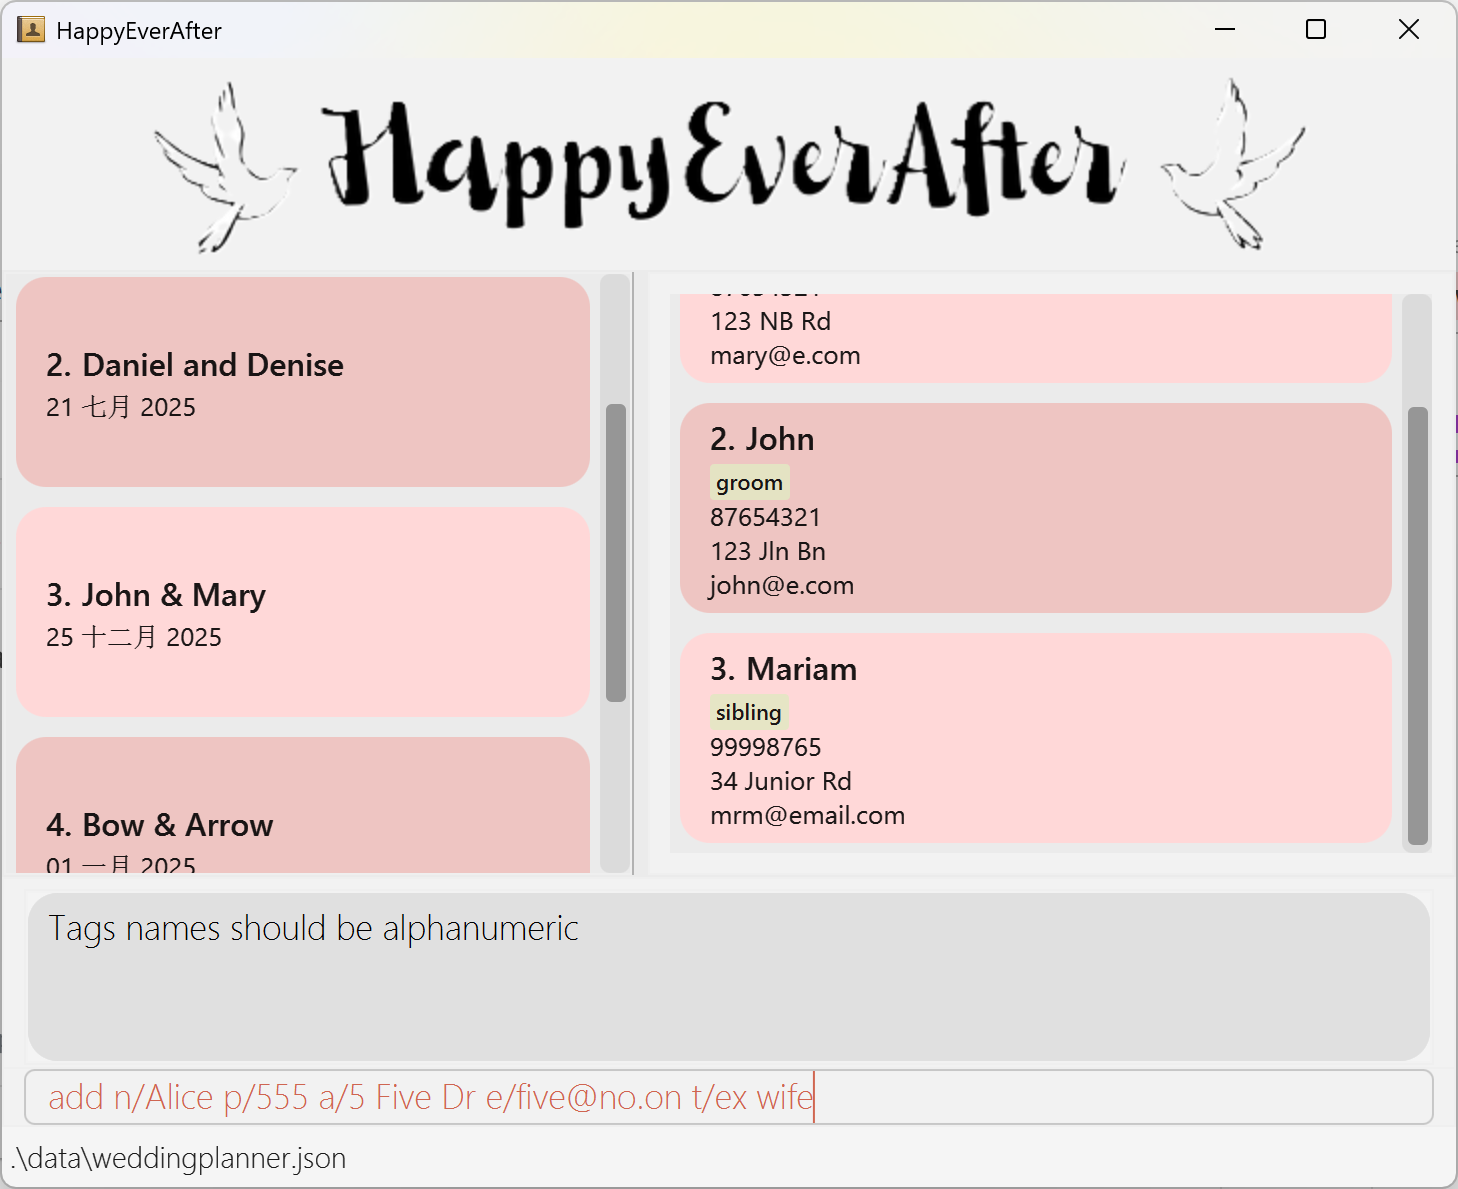 HappyEverAfter
HappyEverAfter
2. Daniel and Denise
21 七月 2025
3. John & Mary
25 十二月 2025
4. Bow & Arrow
01 一月 2025
123 NB Rd
mary@e.com
2. John
groom
87654321
123 Jln Bn
john@e.com
3. Mariam
sibling
99998765
34 Junior Rd
mrm@email.com
Tags names should be alphanumeric
add n/Alice p/555 a/5 Five Dr e/five@no.on t/ex wife
.\data\weddingplanner.json